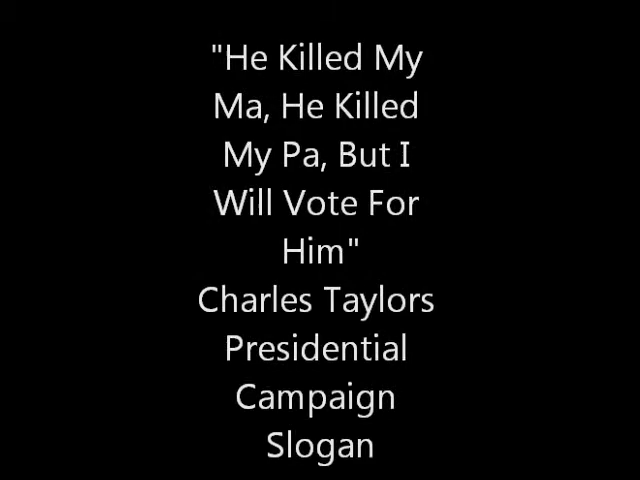 "He Killed My
Ma, He Killed
My Pa, But I
Will Vote For
Him"
Charles Taylors
Presidential
Campaign
Slogan